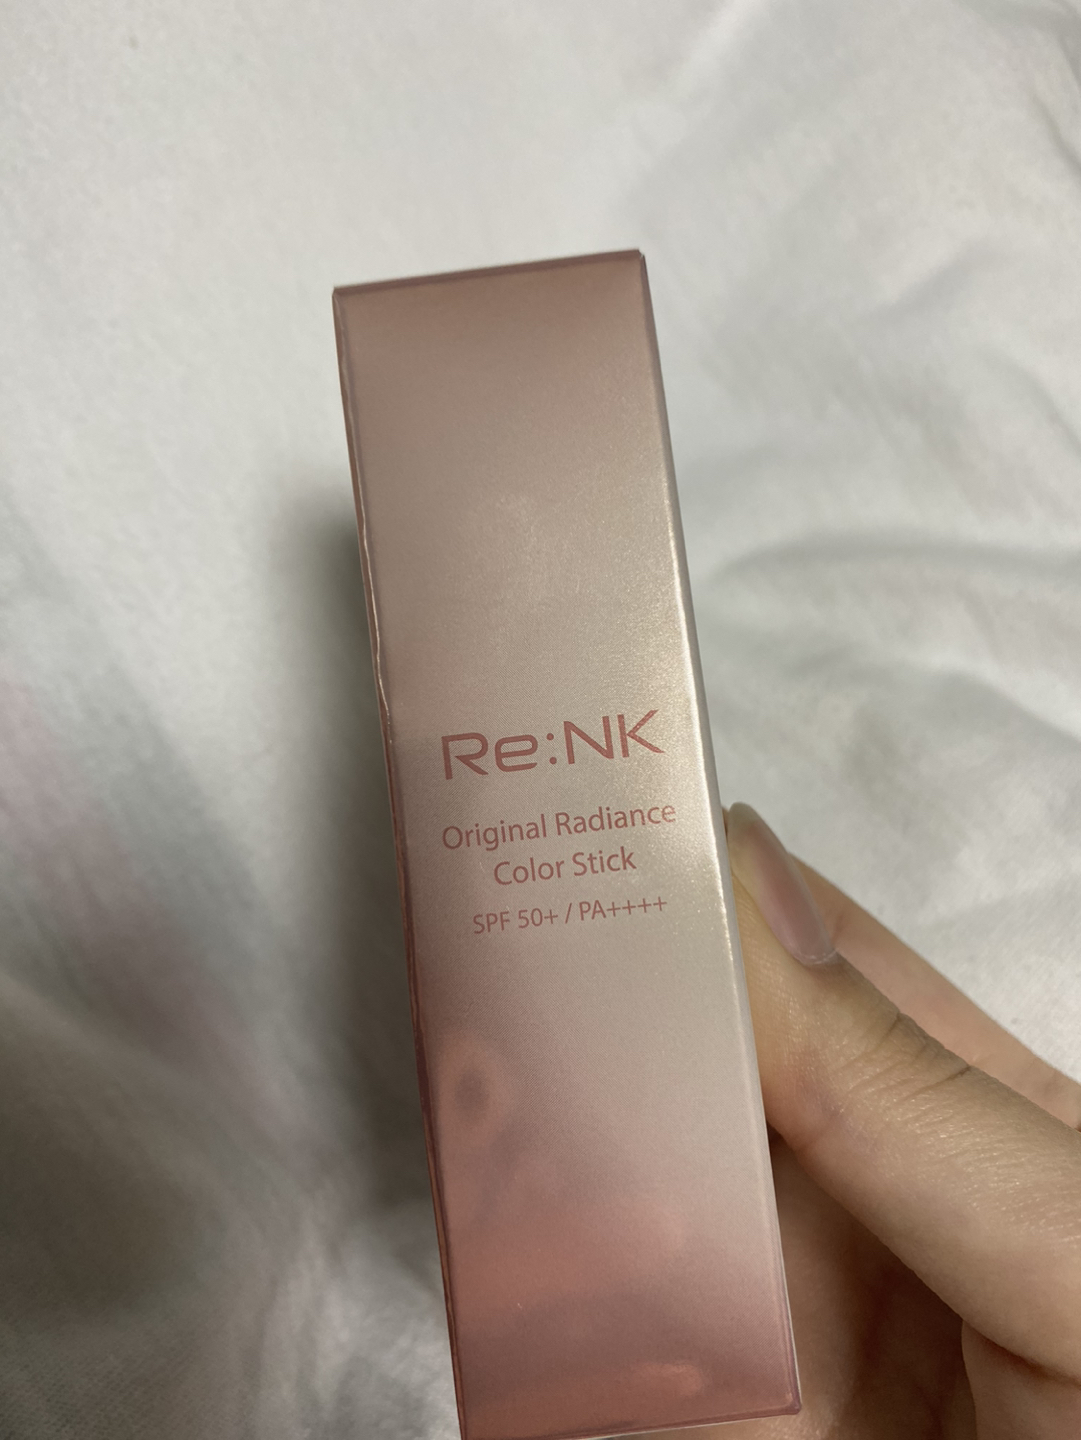 Re:NK
Original Radiance
Color Stick
SPF 50+ / PA++++